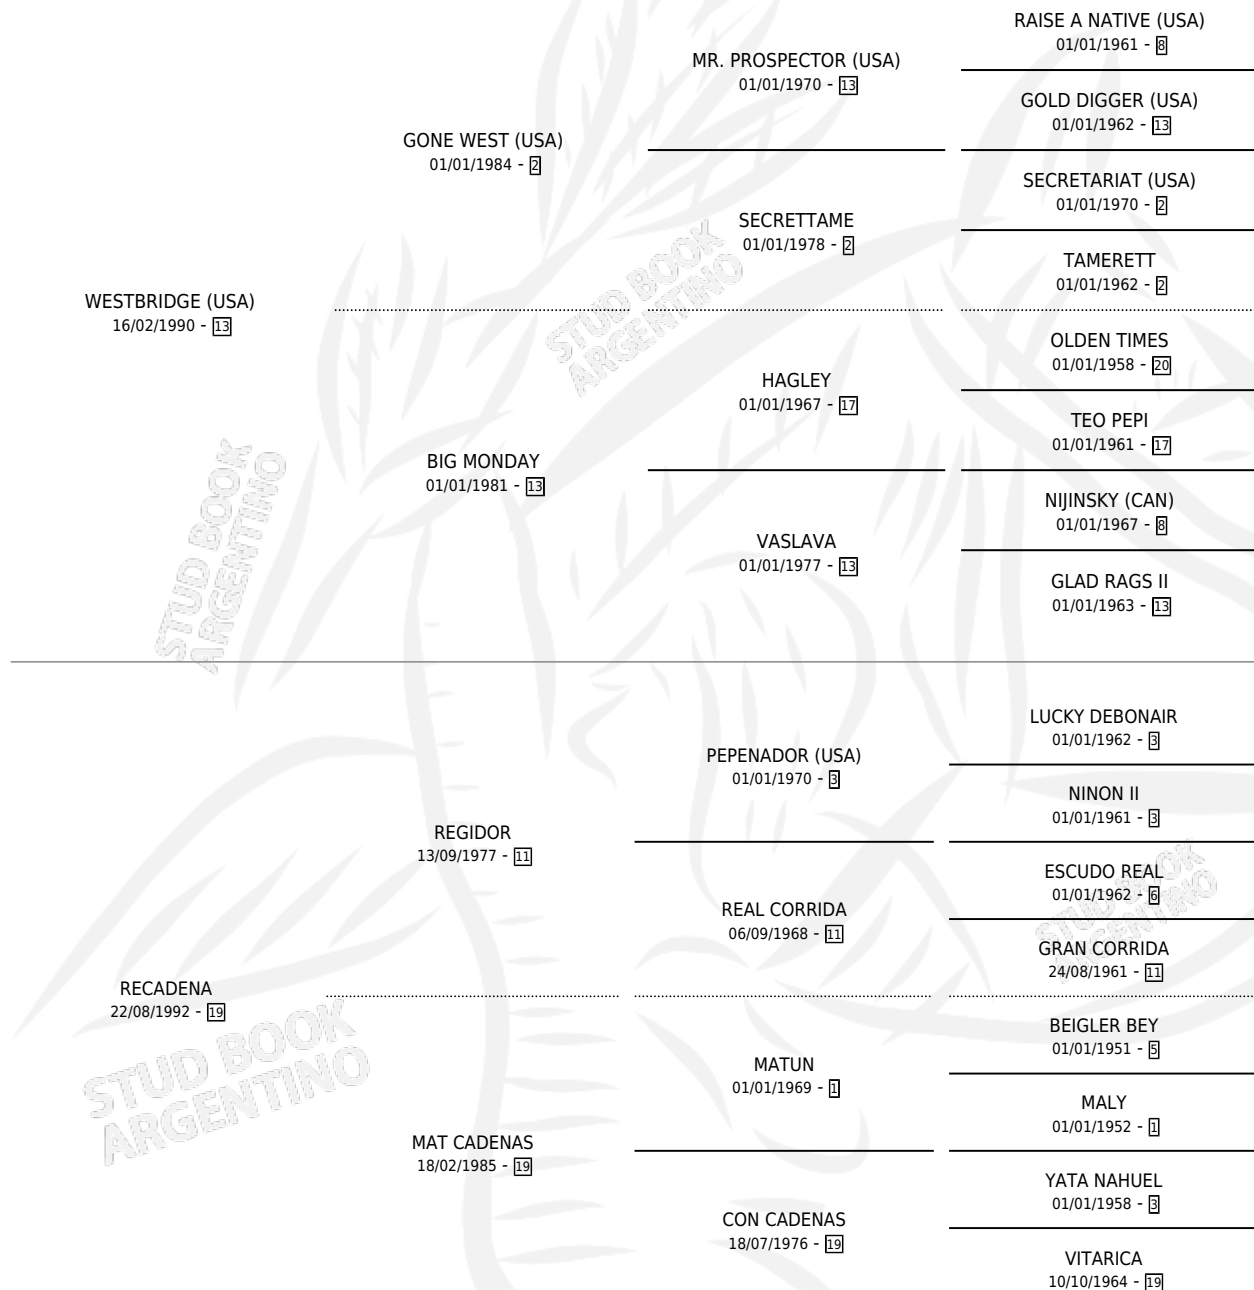 RAISE A NATIVE (USA)
01/01/1961 - 8
MR. PROSPECTOR (USA)
01/01/1970 - 13
GOLD DIGGER (USA)
01/01/1962 - 13
GONE WEST (USA)
01/01/1984 - 2
SECRETARIAT (USA)
01/01/1970 - 2
SECRETTAME
01/01/1978 - 2
TAMERETT
01/01/1962 - 2
WESTBRIDGE (USA)
16/02/1990 - 13
STUD BOOK
ARGENTINO
OLDEN TIMES
01/01/1958 - 20
HAGLEY
01/01/1967 - 17
TEO PEPI
01/01/1961 - 17
BIG MONDAY
01/01/1981 - 13
NIJINSKY (CAN)
01/01/1967 - 8
VASLAVA
01/01/1977 - 13
GLAD RAGS II
01/01/1963 - 13
STUD BOOK
ARGENTINO
LUCKY DEBONAIR
01/01/1962 - 3
PEPENADOR (USA)
01/01/1970 - 3
NINON II
01/01/1961 - 3
REGIDOR
13/09/1977 - 11
ESCUDO REAL
01/01/1962 - 6
REAL CORRIDA
06/09/1968 - 11
STUD BOOK
ARGENTINO
GRAN CORRIDA
24/08/1961 - 11
RECADENA
22/08/1992 - 19
BEIGLER BEY
01/01/1951 - 5
MATUN
01/01/1969 - 1
STUD BOOK
ARGENTINO
MALY
01/01/1952 - 1
MAT CADENAS
18/02/1985 - 19
YATA NAHUEL
01/01/1958 - 3
CON CADENAS
18/07/1976 - 19
VITARICA
10/10/1964 - 19